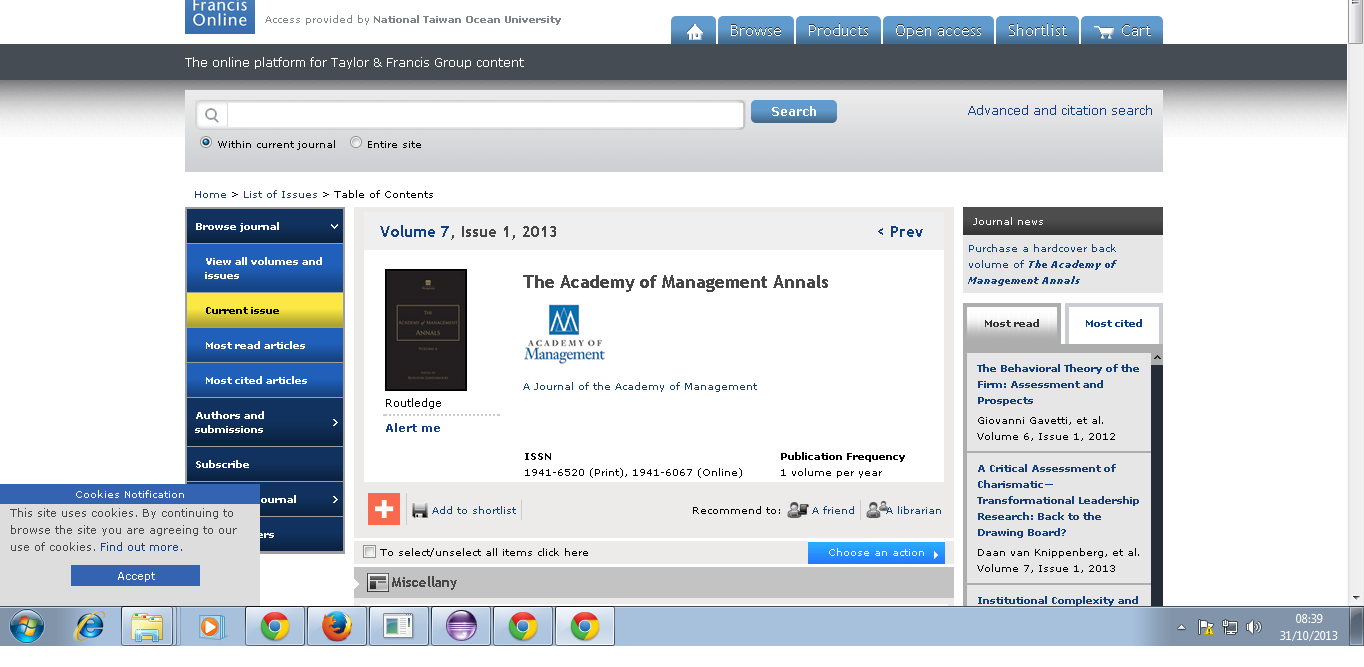 Francis
Online
Access provided by National Taiwan Ocean University
Browse
Products
Open access
Shortlist
Cart
The online platform for Taylor & Francis Group content
Search
Advanced and citation search
Within current journal
Entire site
Home > List of Issues > Table of Contents
Browse journal
View all volumes and
issues
Current issue
Most read articles
Most cited articles
Authors and
submissions
Subscribe
ournal
ers
Volume 7, Issue 1, 2013
< Prev
THE
ACADEMY of MANAGEMENT
ANNALS
Routledge
Alert me
The Academy of Management Annals
ACADEMY OF
Management
A Journal of the Academy of Management
ISSN
1941-6520 (Print), 1941-6067 (Online)
Publication Frequency
1 volume per year
Add to shortlist
Recommend to:
A friend
A librarian
To select/unselect all items click here
Choose an action
Miscellany
Journal news
Purchase a hardcover back
volume of The Academy of
Management Annals
Most read
Most cited
The Behavioral Theory of the
Firm: Assessment and
Prospects
Giovanni Gavetti, et al.
Volume 6, Issue 1, 2012
A Critical Assessment of
Charismatic—
Transformational Leadership
Research: Back to the
Drawing Board?
Daan van Knippenberg, et al.
Volume 7, Issue 1, 2013
Institutional Complexity and
Cookies Notification
This site uses cookies. By continuing to
browse the site you are agreeing to our
use of cookies. Find out more.
Accept
08:39
31/10/2013